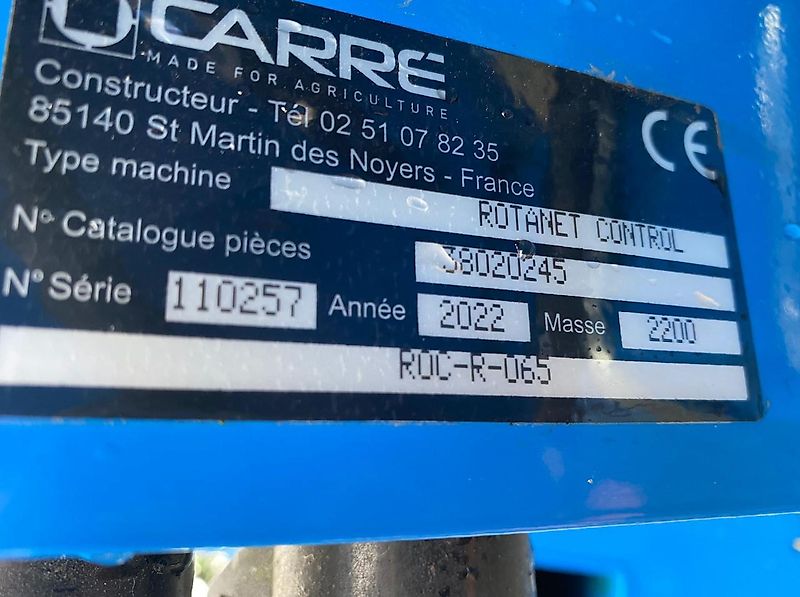 CARRÉ
MADE FOR AGRICULTURE
Constructeur - Tél 02 51 07 82 35
85140 St Martin des Noyers - France
Type machine ROTANET CONTROL
N° Catalogue pièces 38020245
N° Série 110257 Année 2022 Masse 2200
ROC-R-065
CE